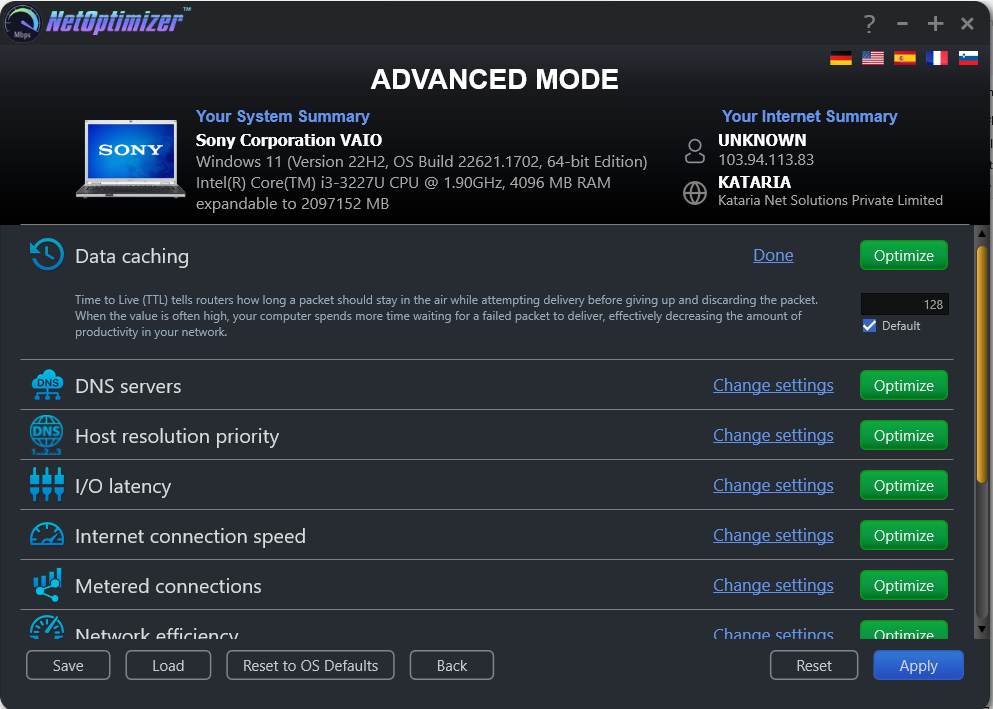 Mbps NetOptimizer™
?
ADVANCED MODE
Your System Summary
Your Internet Summary
SONY
Sony Corporation VAIO
Windows 11 (Version 22H2, OS Build 22621.1702, 64-bit Edition)
Intel(R) Core(TM) i3-3227U CPU @ 1.90GHz, 4096 MB RAM
expandable to 2097152 MB
UNKNOWN
103.94.113.83
KATARIA
Kataria Net Solutions Private Limited
Data caching Done Optimize
Time to Live (TTL) tells routers how long a packet should stay in the air while attempting delivery before giving up and discarding the packet.
When the value is often high, your computer spends more time waiting for a failed packet to deliver, effectively decreasing the amount of
productivity in your network.
128
Default
DNS DNS servers Change settings Optimize
DNS 1.2.3 Host resolution priority Change settings Optimize
I/O latency Change settings Optimize
Internet connection speed Change settings Optimize
Metered connections Change settings Optimize
Network efficiency Change settings Optimize
Save Load Reset to OS Defaults Back Reset Apply